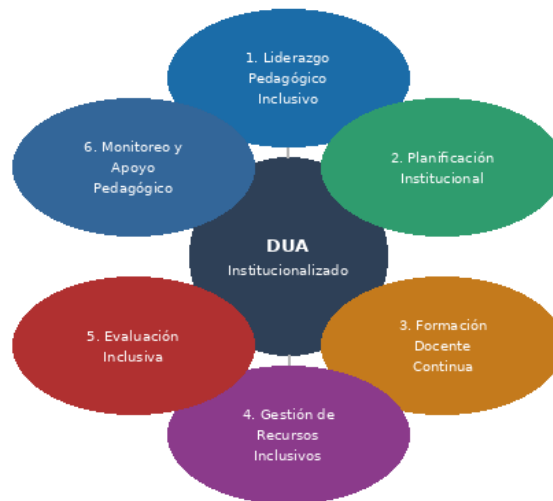 1. Liderazgo
Pedagógico
Inclusivo
2. Planificación
Institucional
3. Formación
Docente
Continua
4. Gestión de
Recursos
Inclusivos
5. Evaluación
Inclusiva
6. Monitoreo y
Apoyo
Pedagógico
DUA
Institucionalizado